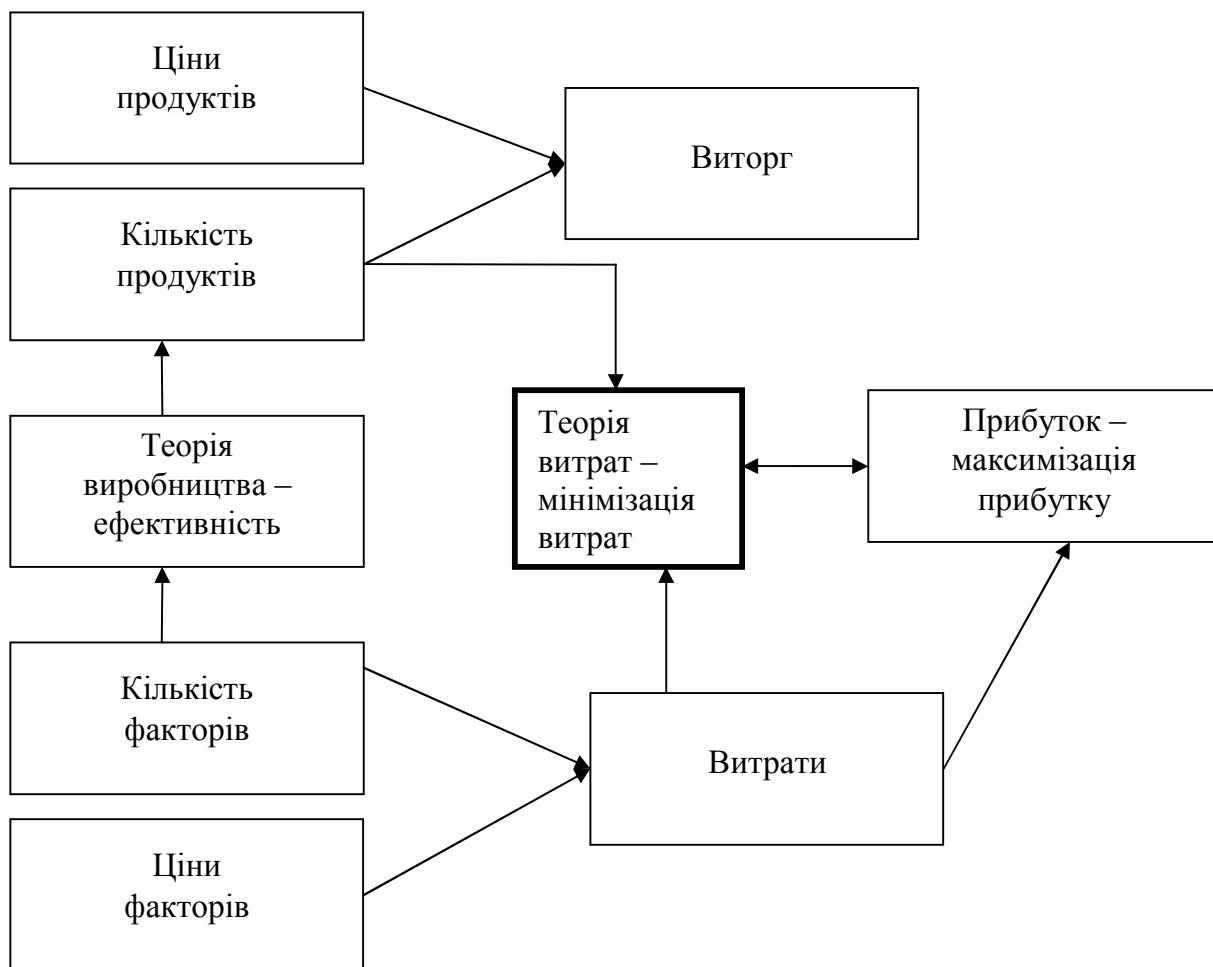 Ціни
продуктів
Виторг
Кількість
продуктів
Теорія
виробництва –
ефективність
Теорія
витрат –
мінімізація
витрат
Прибуток –
максимізація
прибутку
Кількість
факторів
Витрати
Ціни
факторів